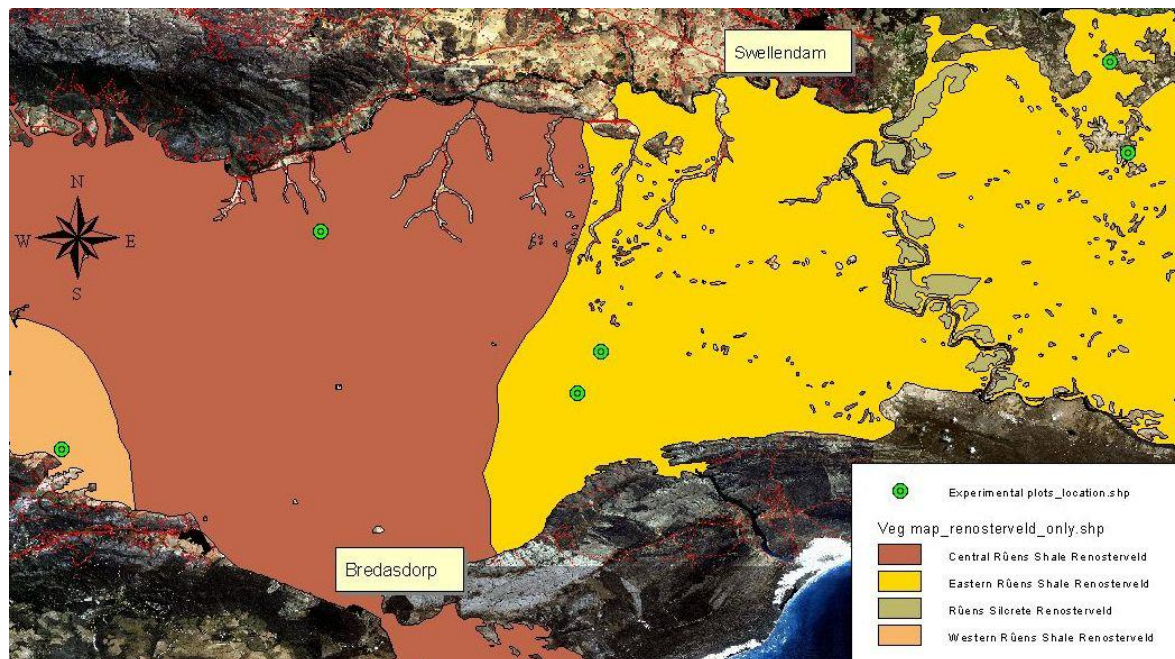 Swellendam
N
W E
S
Bredasdorp
Experimental plots_location.shp
Veg map_renosterveld_only.shp
Central Rûens Shale Renosterveld
Eastern Rûens Shale Renosterveld
Rûens Silcrete Renosterveld
Western Rûens Shale Renosterveld